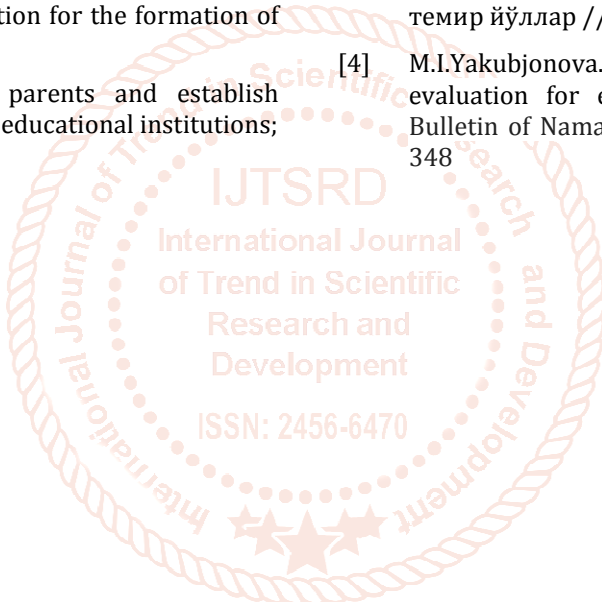 tion for the formation of
parents and establish
educational institutions;
темир йўллар //
[4] M.I.Yakubjonova.
evaluation for e
Bulletin of Nama
348
International Journal of Trend in Scientific Research and Development
IJTSRD
International Journal
of Trend in Scientific
Research and
Development
ISSN: 2456-6470